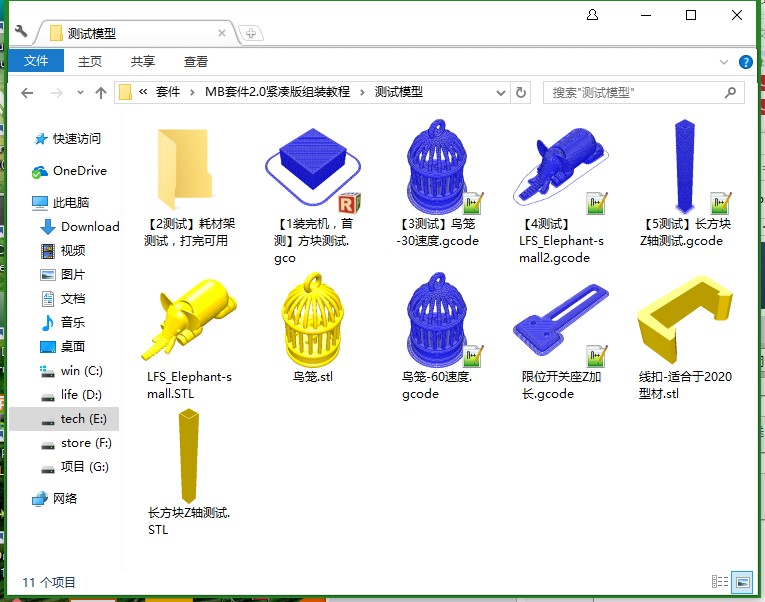 测试模型
文件 主页 共享 查看
« 套件 › MB套件2.0紧凑版组装教程 › 测试模型
搜索"测试模型"
快速访问
OneDrive
此电脑
Download
视频
图片
文档
音乐
桌面
win (C:)
life (D:)
tech (E:)
store (F:)
项目 (G:)
网络
【2测试】耗材架
测试，打完可用
【1装完机，首
测】方块测试.
gco
【3测试】鸟笼
-30速度.gcode
【4测试】
LFS_Elephant-s
mall2.gcode
【5测试】长方块
Z轴测试.gcode
LFS_Elephant-s
mall.STL
鸟笼.stl
鸟笼-60速度.
gcode
限位开关座Z加
长.gcode
线扣-适合于2020
型材.stl
长方块Z轴测试.
STL
11 个项目